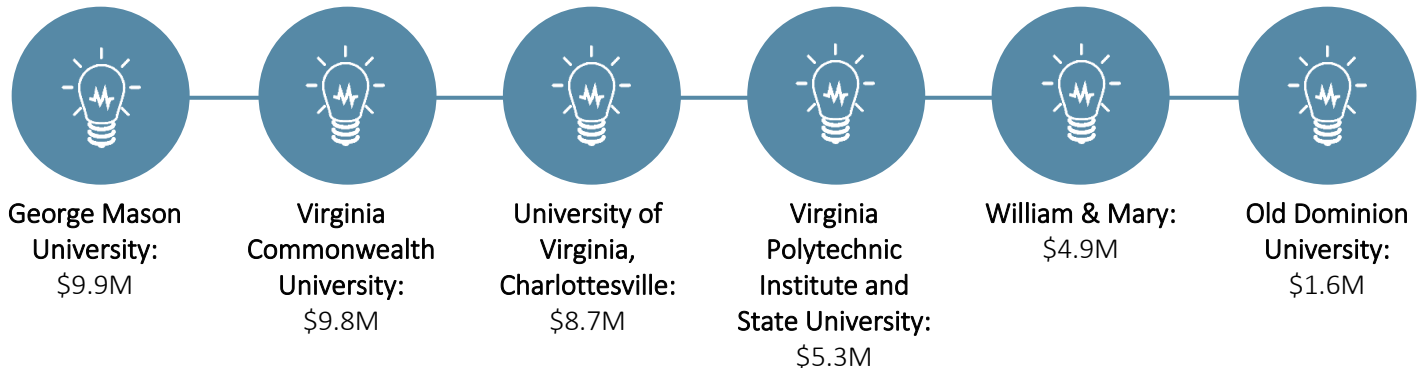 George Mason
University:
$9.9M
Virginia
Commonwealth
University:
$9.8M
University of
Virginia,
Charlottesville:
$8.7M
Virginia
Polytechnic
Institute and
State University:
$5.3M
William & Mary:
$4.9M
Old Dominion
University:
$1.6M